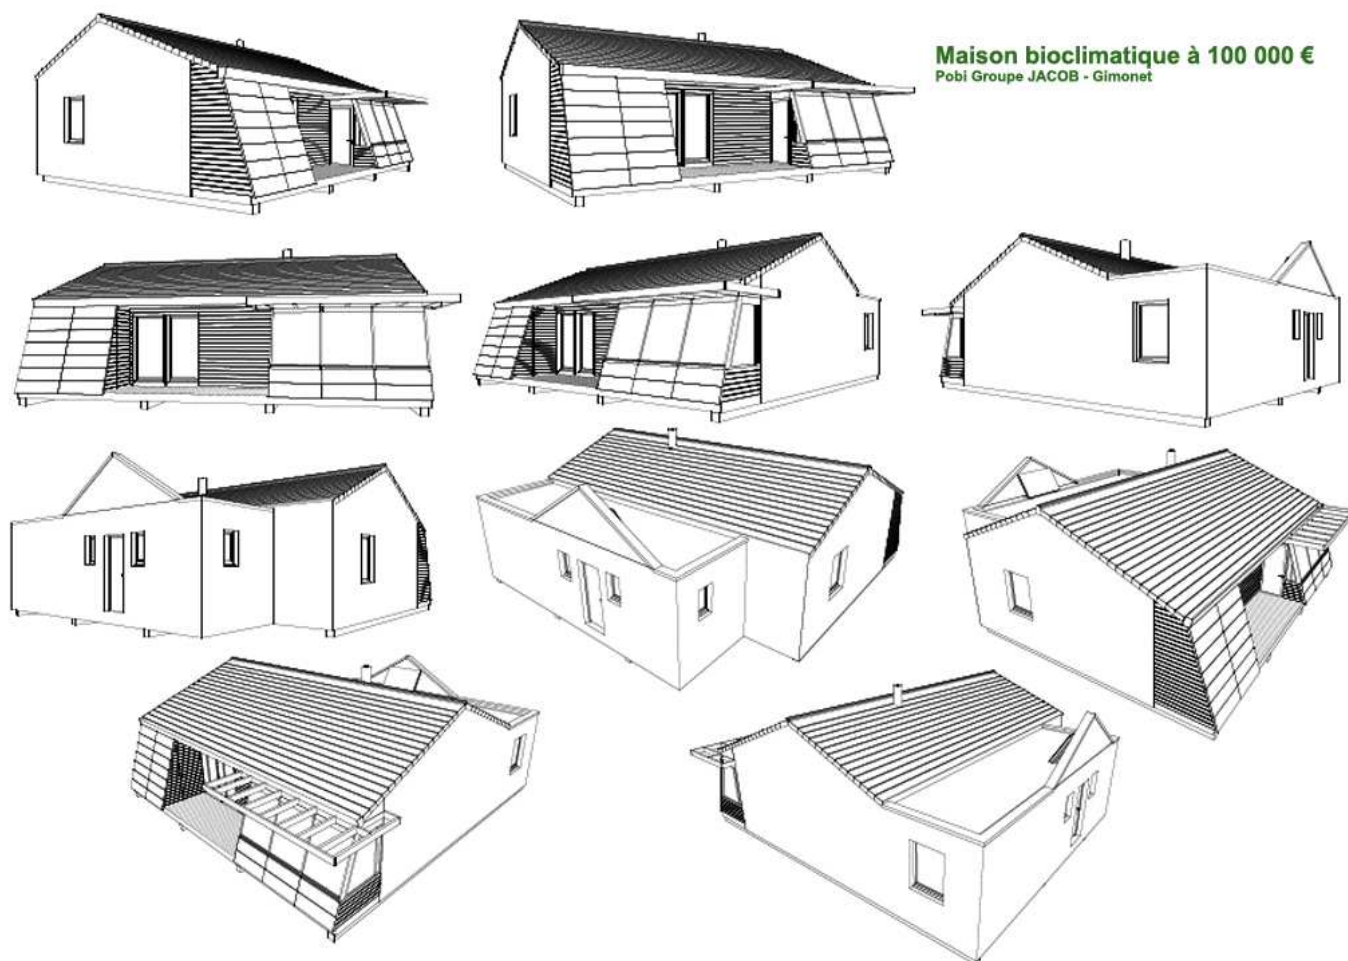 Maison bioclimatique à 100 000 €
Pobi Groupe JACOB - Gimonet